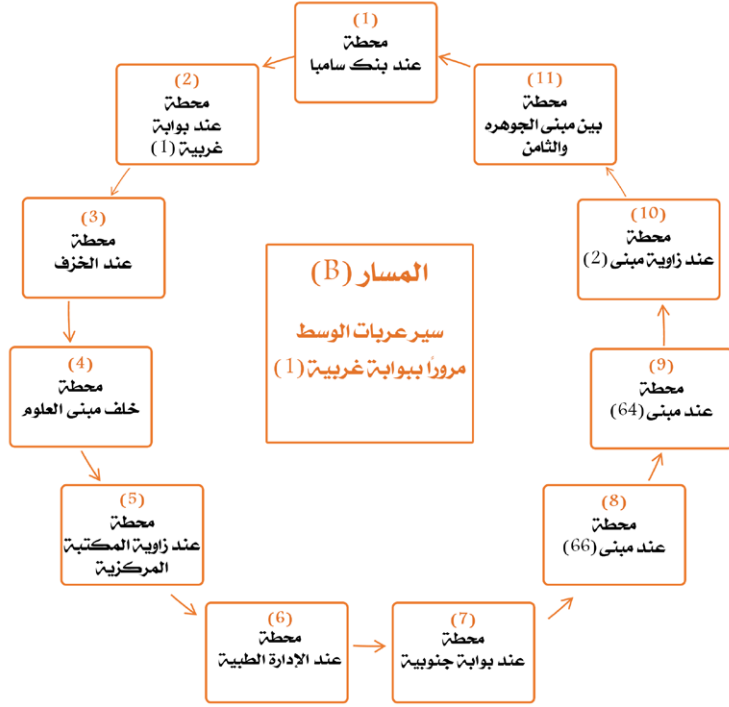 (1)
محطة
عند بنك سامبا
(2)
محطة
عند بوابة
غربية (1)
(3)
محطة
عند الخزف
(4)
محطة
خلف مبنى العلوم
(5)
محطة
عند زاوية المكتبة
المركزية
(6)
محطة
عند الإدارة الطبية
(7)
محطة
عند بوابة جنوبية
(8)
محطة
عند مبنى (66)
(9)
محطة
عند مبنى (64)
(10)
محطة
عند زاوية مبنى (2)
(11)
محطة
بين مبنى الجوهره
والثامن
المسار (B)
سير عربات الوسط
مرورًا ببوابة غربية (1)